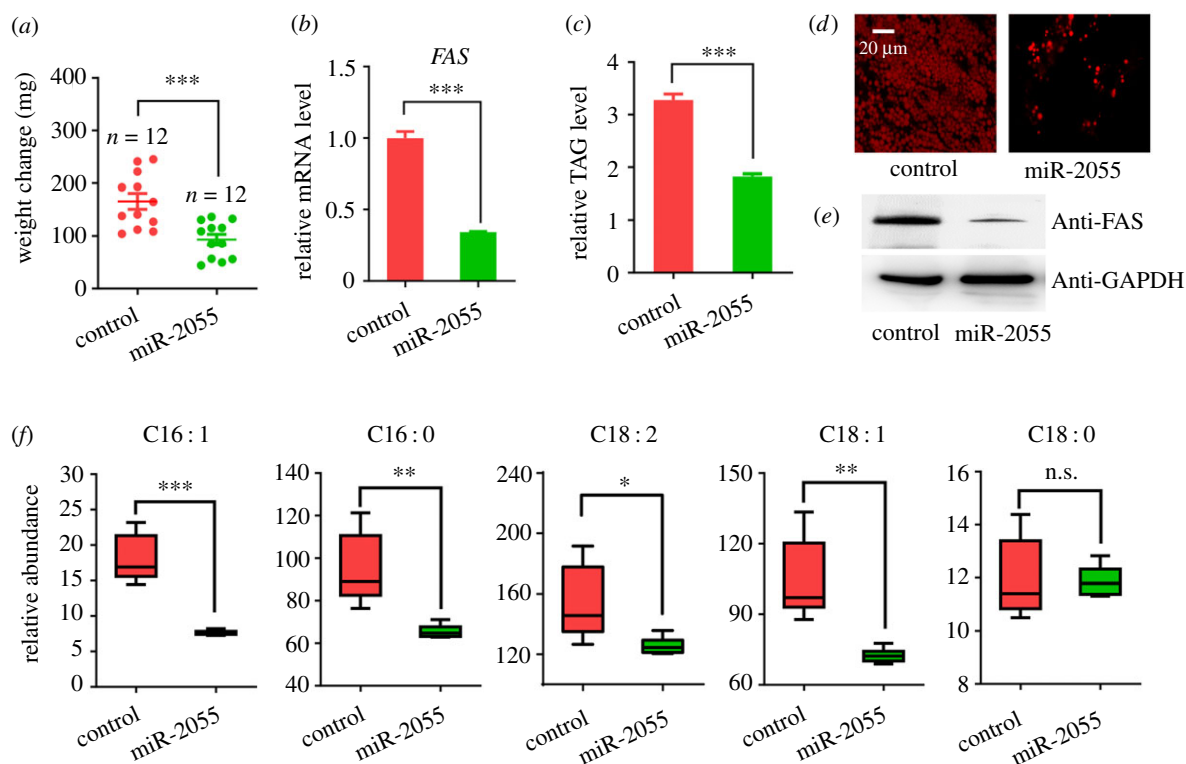 (a)
weight change (mg)
400
300
200
100
0
***
n = 12
n = 12
control
miR-2055
(b)
FAS
relative mRNA level
1.5
1.0
0.5
0
***
control
miR-2055
(c)
relative TAG level
4
3
2
1
0
***
control
miR-2055
(d)
20 µm
control
miR-2055
(e)
Anti-FAS
Anti-GAPDH
control miR-2055
(f)
relative abundance
C16 : 1
30
25
20
15
10
5
0
***
control
miR-2055
C16 : 0
140
120
100
80
60
40
**
control
miR-2055
C18 : 2
240
200
160
120
*
control
miR-2055
C18 : 1
150
120
90
60
**
control
miR-2055
C18 : 0
16
14
12
10
8
n.s.
control
miR-2055